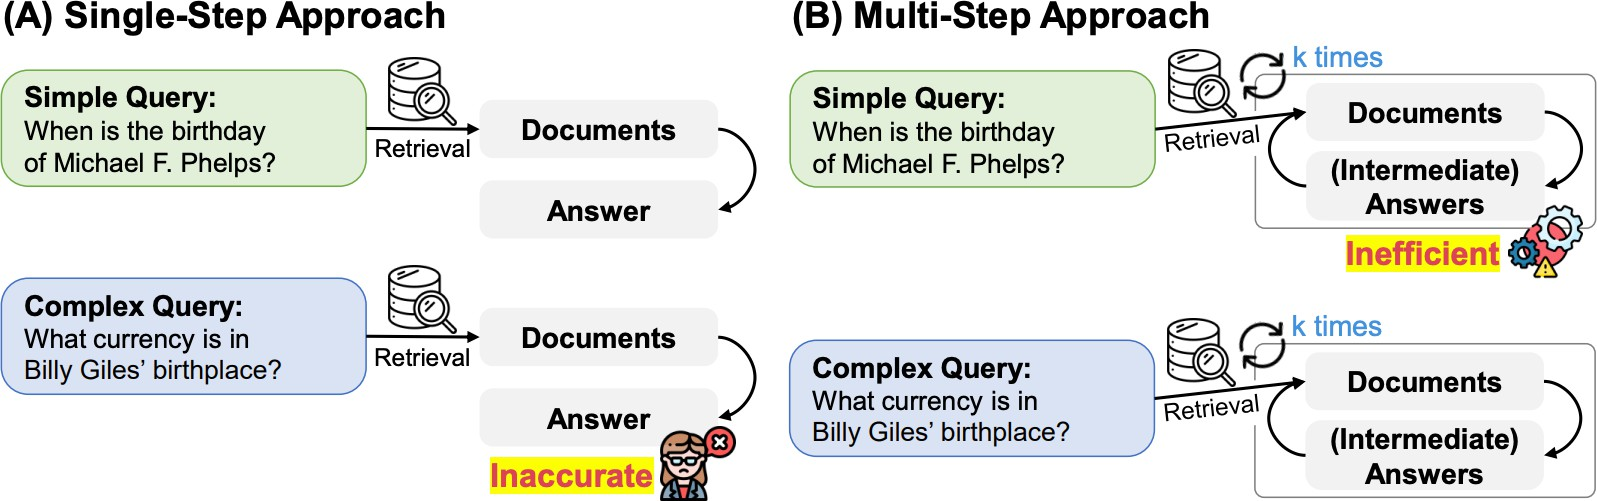 (A) Single-Step Approach
Simple Query:
When is the birthday
of Michael F. Phelps?
Retrieval
Documents
Answer
Complex Query:
What currency is in
Billy Giles’ birthplace?
Retrieval
Documents
Answer
Inaccurate
(B) Multi-Step Approach
Simple Query:
When is the birthday
of Michael F. Phelps?
Retrieval
k times
Documents
(Intermediate)
Answers
Inefficient
Complex Query:
What currency is in
Billy Giles’ birthplace?
Retrieval
k times
Documents
(Intermediate)
Answers